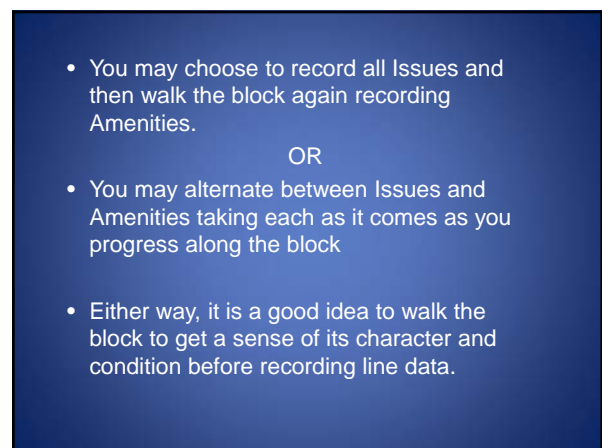 • You may choose to record all Issues and
then walk the block again recording
Amenities.
OR
• You may alternate between Issues and
Amenities taking each as it comes as you
progress along the block
• Either way, it is a good idea to walk the
block to get a sense of its character and
condition before recording line data.